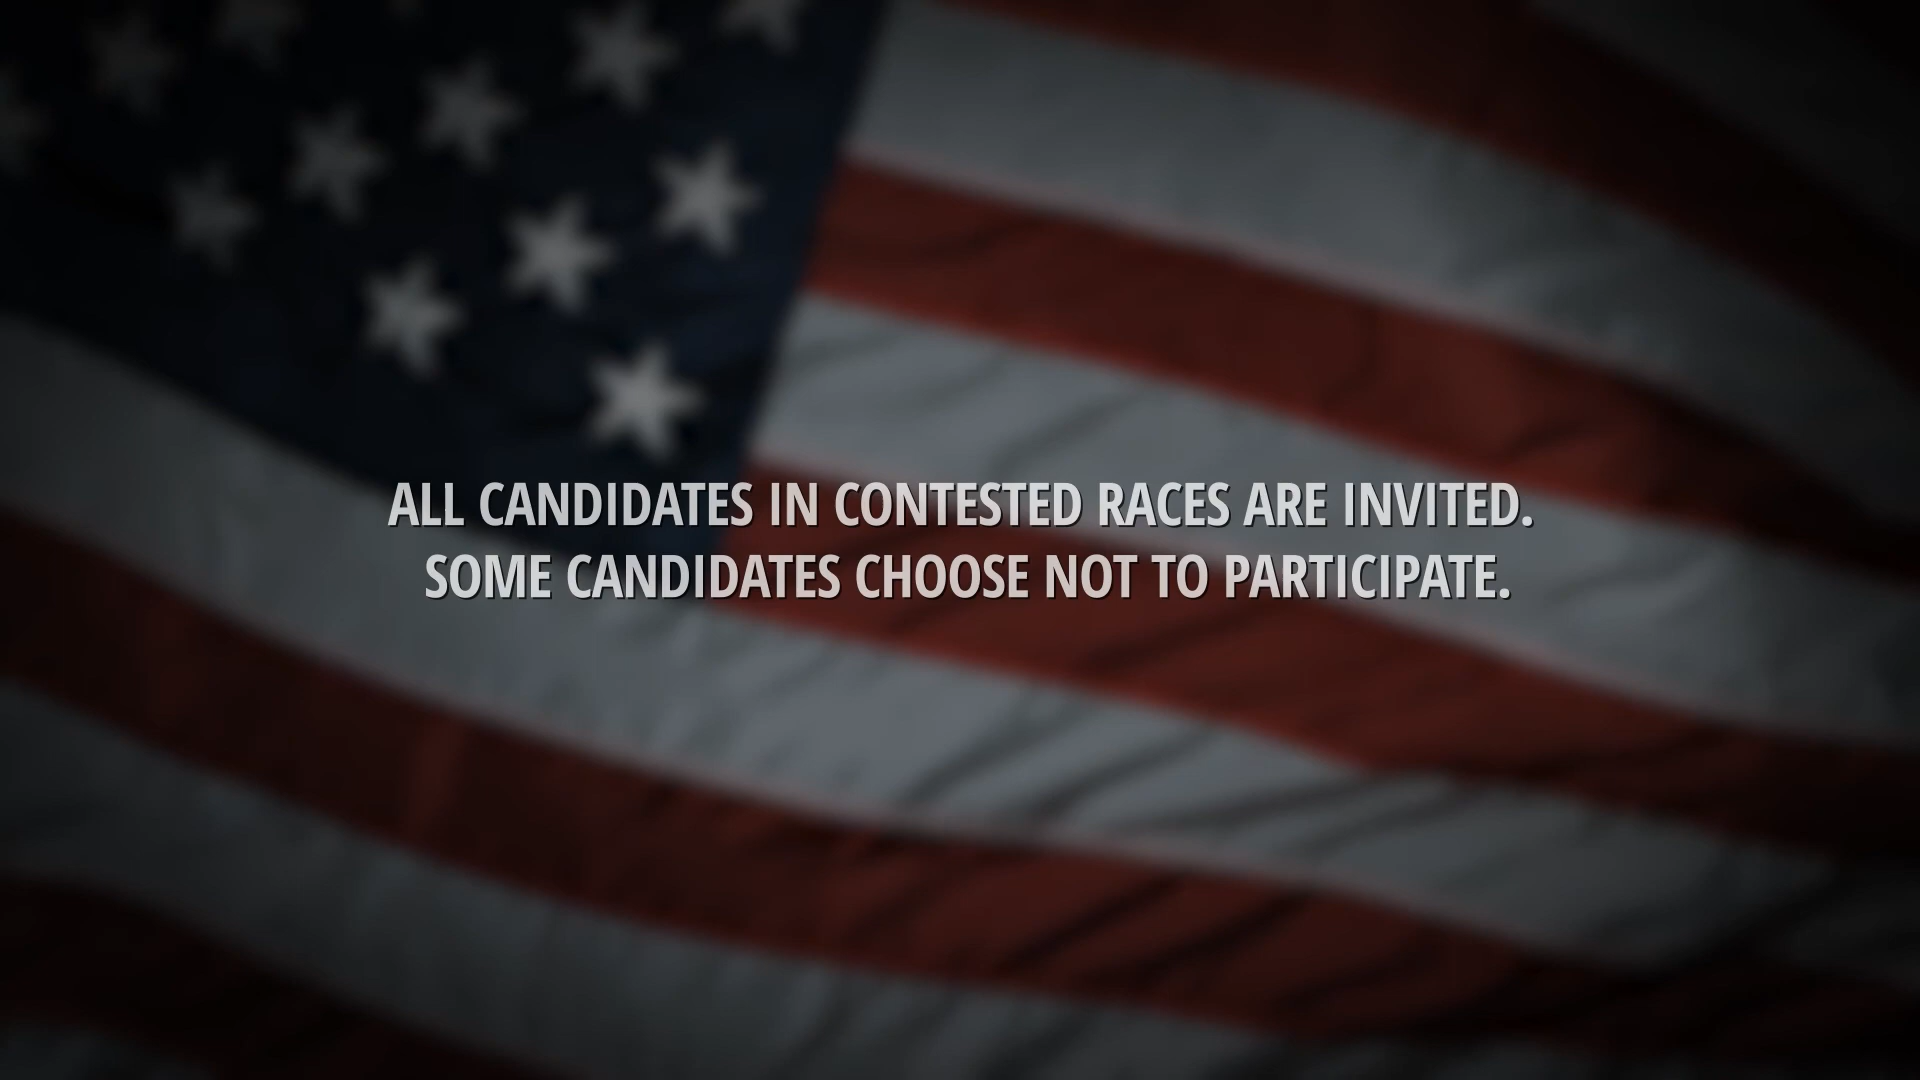 ALL CANDIDATES IN CONTESTED RACES ARE INVITED.
SOME CANDIDATES CHOOSE NOT TO PARTICIPATE.